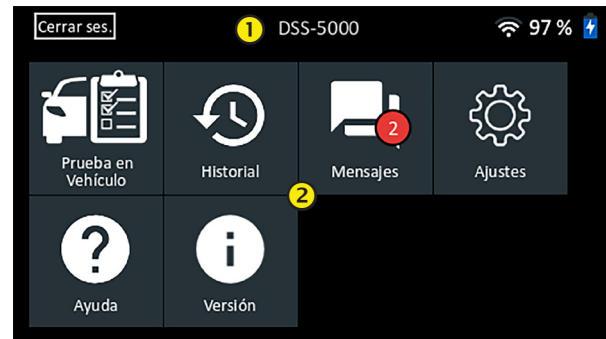 Cerrar ses.
1
DSS-5000
97 %
Prueba en
Vehículo
Historial
2
Mensajes
Ajustes
2
Ayuda
Versión